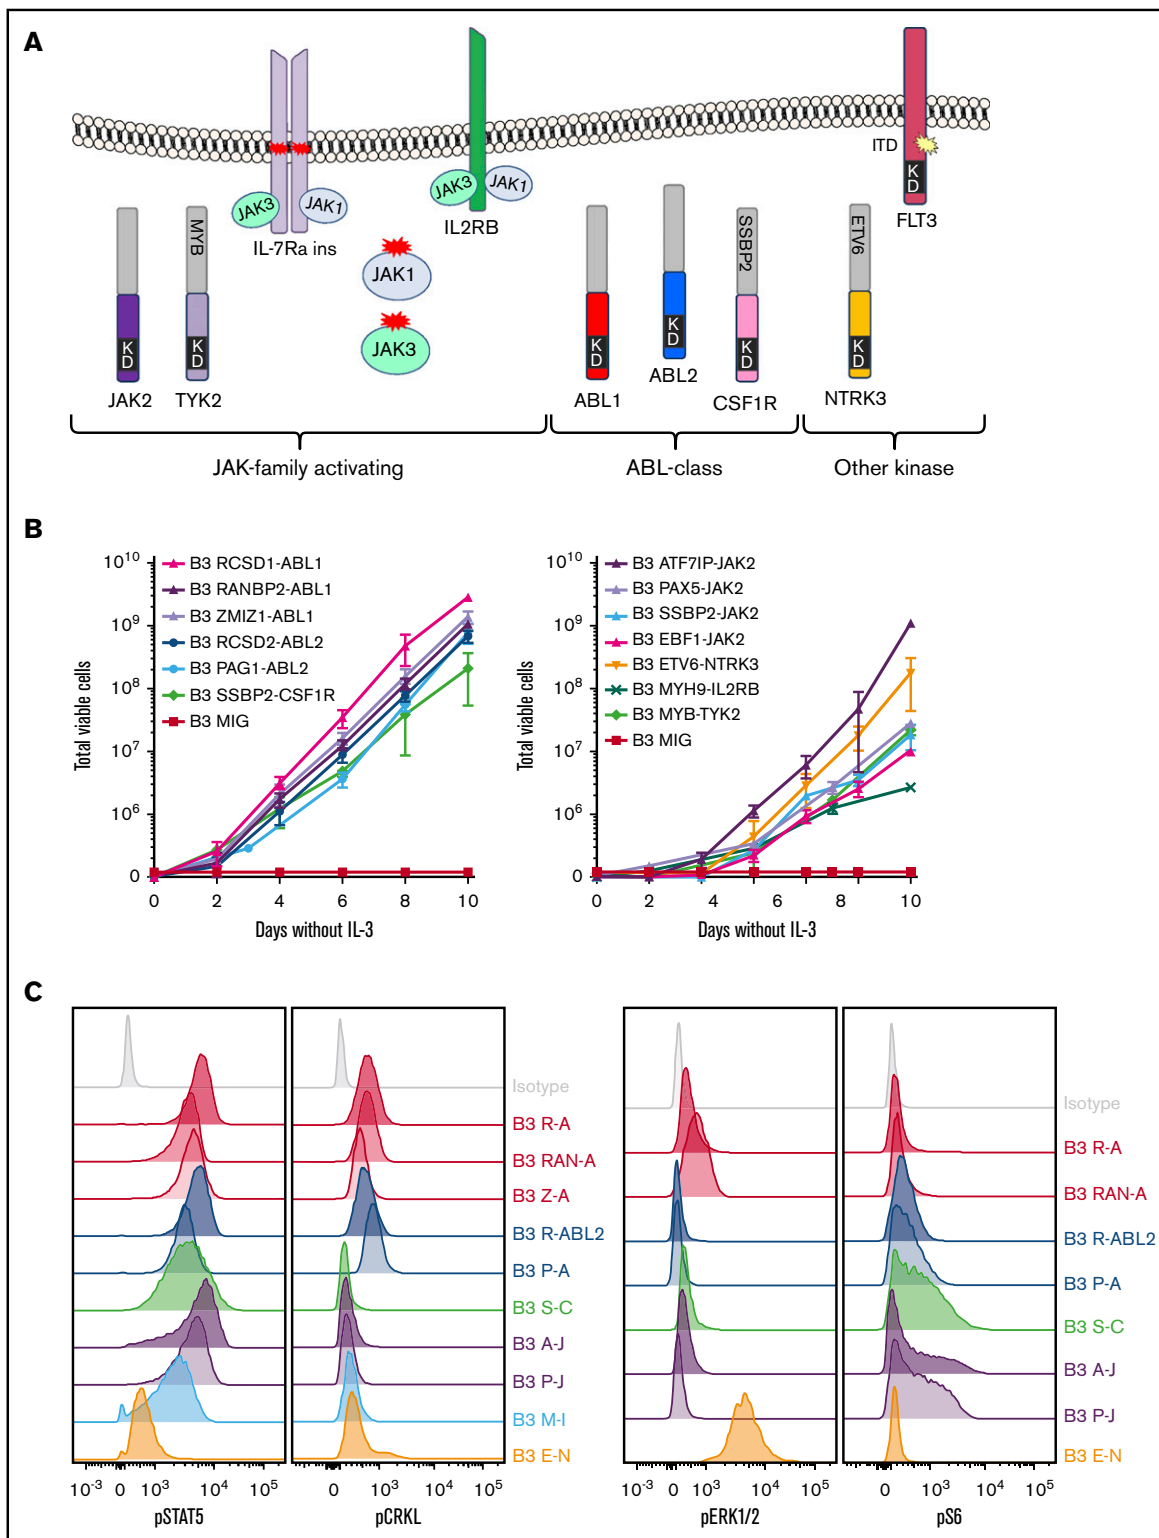 A
ITD
K
D
FLT3
JAK3
JAK1
IL-7Ra ins
JAK3
JAK1
IL2RB
MYB
JAK1
JAK3
SSBP2
ETV6
K
D
JAK2
K
D
TYK2
K
D
ABL1
K
D
ABL2
K
D
CSF1R
K
D
NTRK3
JAK-family activating
ABL-class
Other kinase
B
Total viable cells
10^10
10^9
10^8
10^7
10^6
0
B3 RCSD1-ABL1
B3 RANBP2-ABL1
B3 ZMIZ1-ABL1
B3 RCSD2-ABL2
B3 PAG1-ABL2
B3 SSBP2-CSF1R
B3 MIG
0 2 4 6 8 10
Days without IL-3
Total viable cells
10^10
10^9
10^8
10^7
10^6
0
B3 ATF7IP-JAK2
B3 PAX5-JAK2
B3 SSBP2-JAK2
B3 EBF1-JAK2
B3 ETV6-NTRK3
B3 MYH9-IL2RB
B3 MYB-TYK2
B3 MIG
0 2 4 6 8 10
Days without IL-3
C
Isotype
B3 R-A
B3 RAN-A
B3 Z-A
B3 R-ABL2
B3 P-A
B3 S-C
B3 A-J
B3 P-J
B3 M-I
B3 E-N
10^-3 0 10^3 10^4 10^5
pSTAT5
0 10^3 10^4 10^5
pCRKL
Isotype
B3 R-A
B3 RAN-A
B3 R-ABL2
B3 P-A
B3 S-C
B3 A-J
B3 P-J
B3 E-N
10^-3 0 10^3 10^4 10^5
pERK1/2
0 10^3 10^4 10^5
pS6